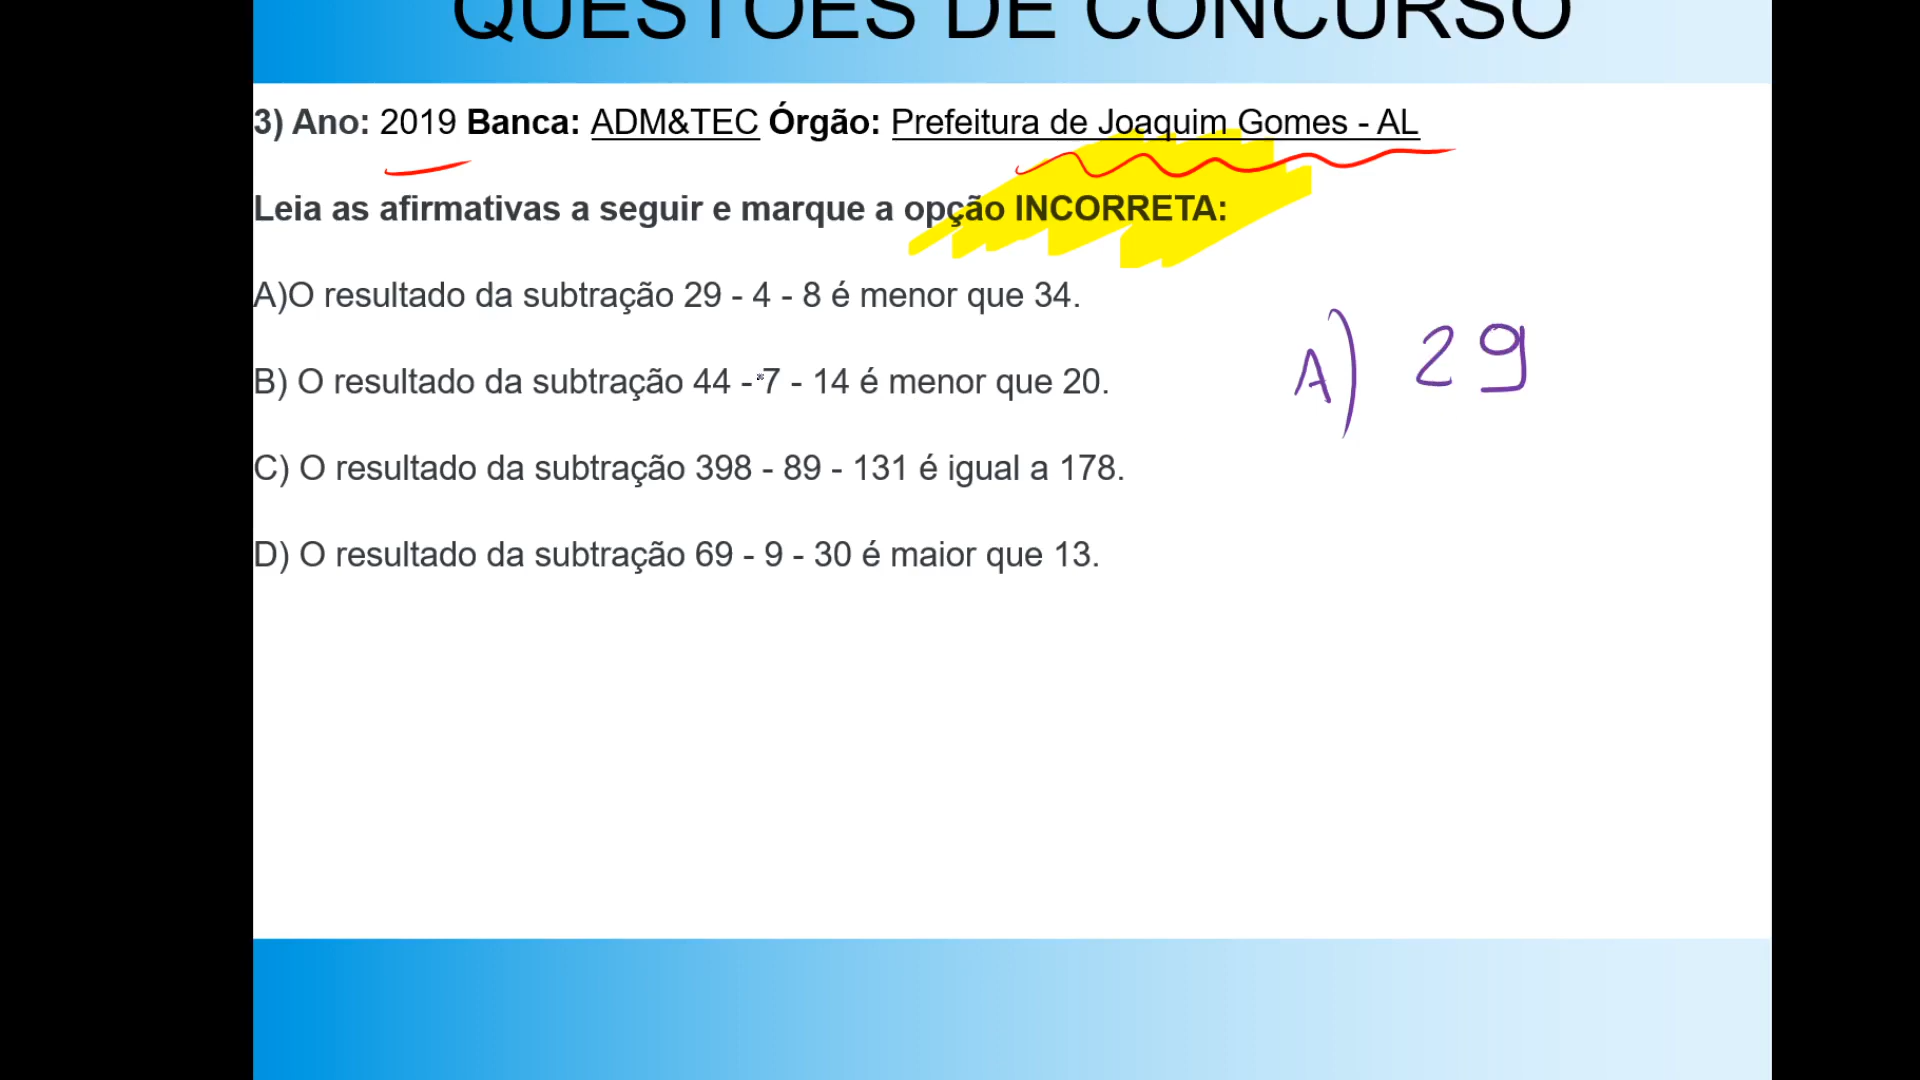 QUESTÕES DE CONCURSO
3) Ano: 2019 Banca: ADM&TEC Órgão: Prefeitura de Joaquim Gomes - AL
Leia as afirmativas a seguir e marque a opção INCORRETA:
A)O resultado da subtração 29 - 4 - 8 é menor que 34.
A) 29
B) O resultado da subtração 44 - 7 - 14 é menor que 20.
C) O resultado da subtração 398 - 89 - 131 é igual a 178.
D) O resultado da subtração 69 - 9 - 30 é maior que 13.